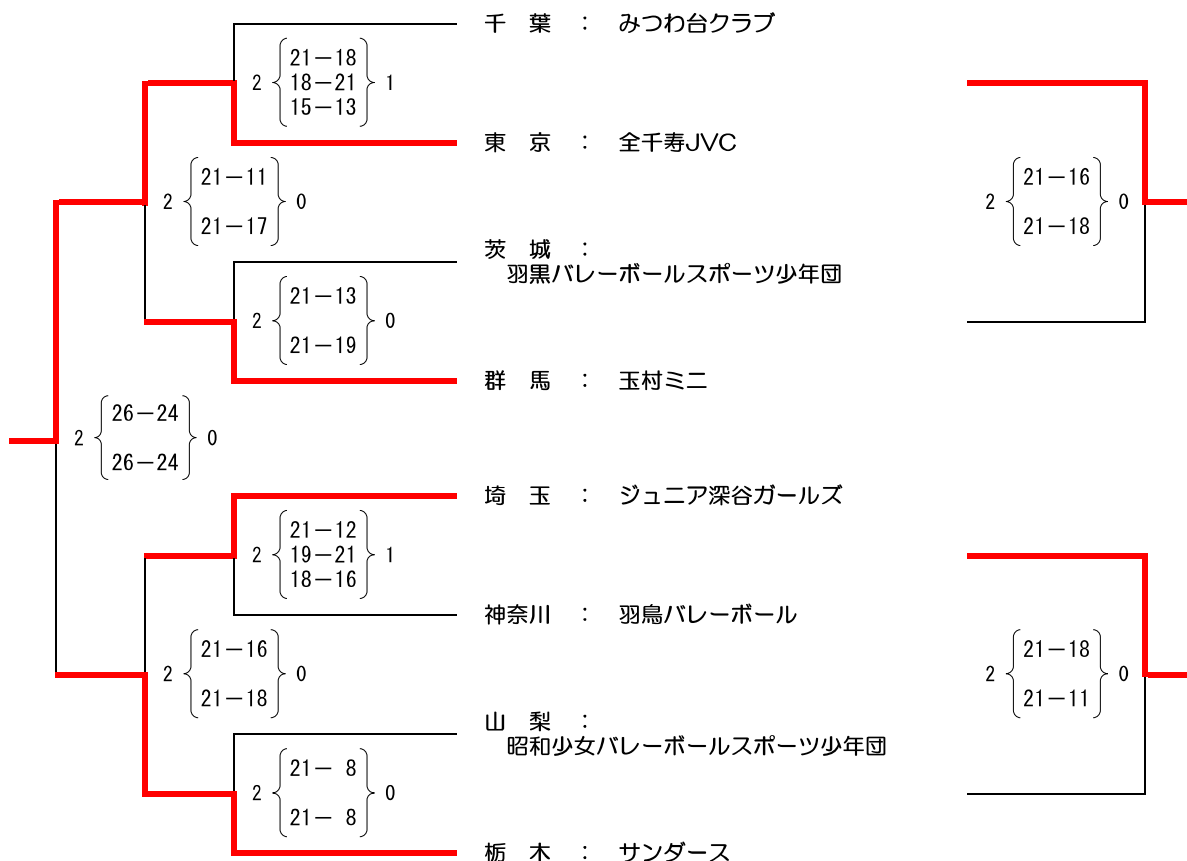 千 葉 : みつわ台クラブ
2 21-18 1
18-21
15-13
東 京 : 全千寿JVC
2 21-11 0
21-17
2 21-16 0
21-18
茨 城 :
羽黒バレーボールスポーツ少年団
2 21-13 0
21-19
群 馬 : 玉村ミニ
2 26-24 0
26-24
埼 玉 : ジュニア深谷ガールズ
2 21-12 1
19-21
18-16
神奈川 : 羽鳥バレーボール
2 21-16 0
21-18
2 21-18 0
21-11
山 梨 :
昭和少女バレーボールスポーツ少年団
2 21- 8 0
21- 8
栃 木 : サンダース